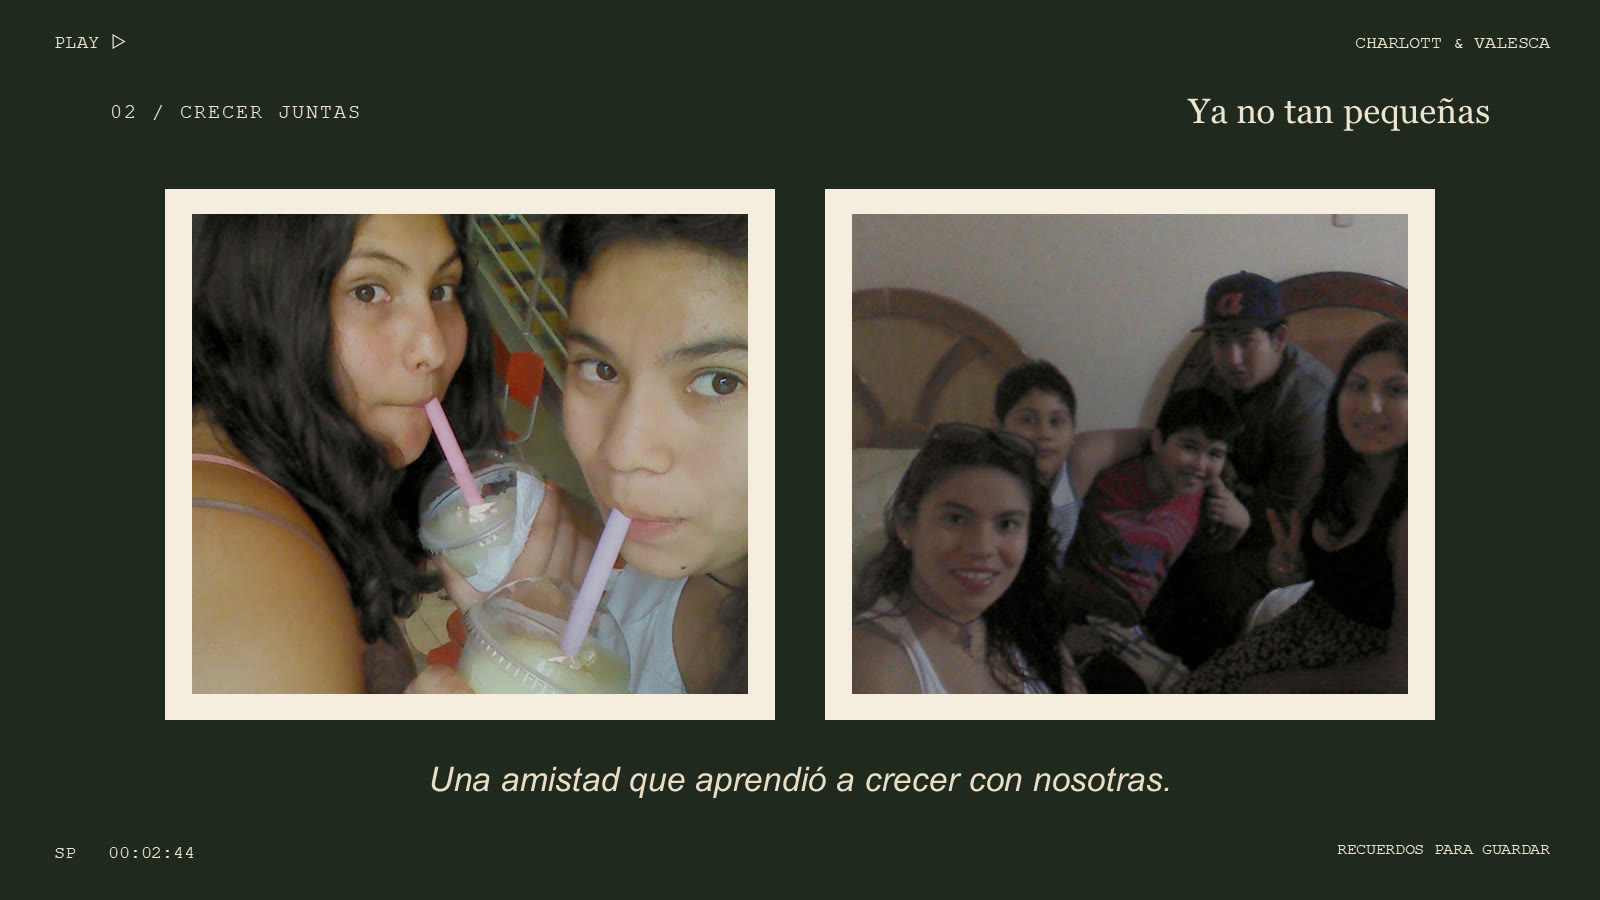 PLAY ▷
CHARLOTT & VALESCA
02 / CRECER JUNTAS
Ya no tan pequeñas
a
Una amistad que aprendió a crecer con nosotras.
SP 00:02:44
RECUERDOS PARA GUARDAR